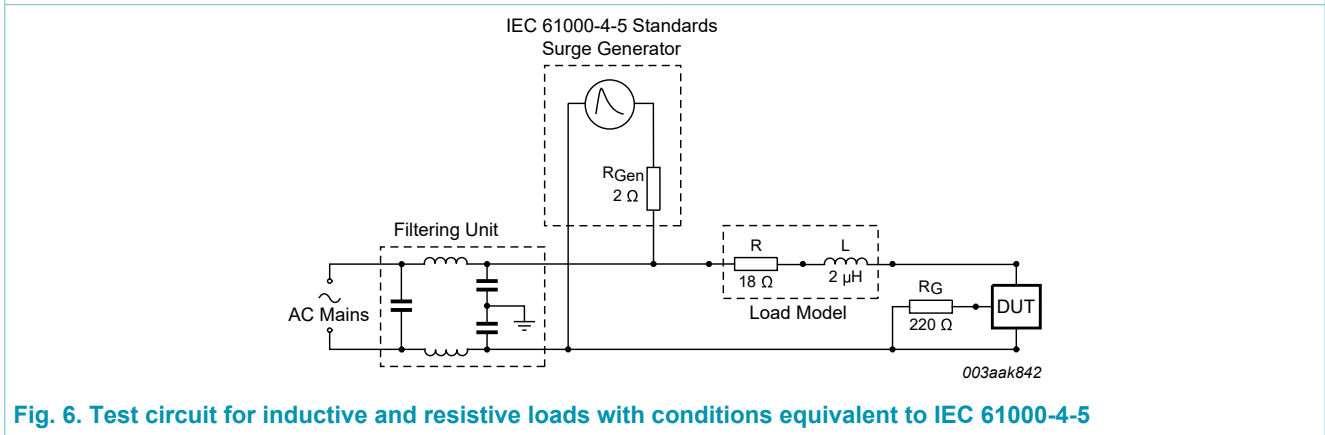 IEC 61000-4-5 Standards
Surge Generator
RGen
2 Ω
Filtering Unit
AC Mains
R
18 Ω
L
2 μH
Load Model
RG
220 Ω
DUT
003aak842
Fig. 6. Test circuit for inductive and resistive loads with conditions equivalent to IEC 61000-4-5